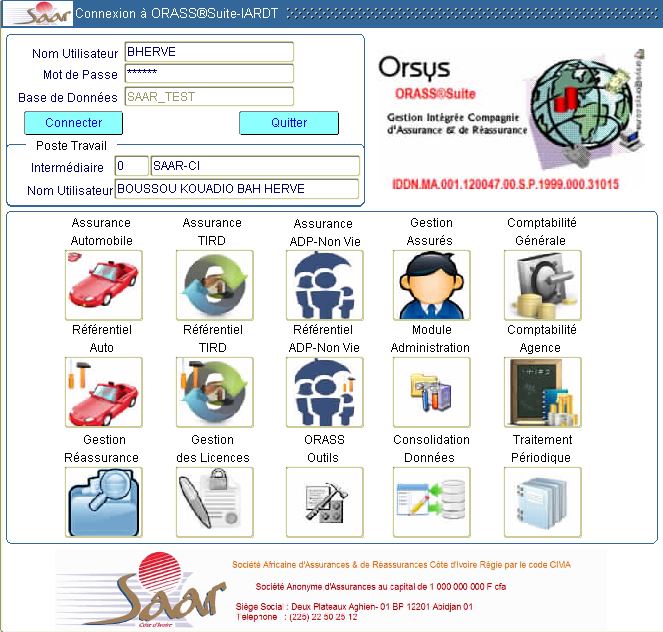 Saar Connexion à ORASS®Suite-IARDT
Nom Utilisateur BHERVE
Mot de Passe ******
Base de Données SAAR_TEST
Connecter Quitter
Poste Travail
Intermédiaire 0 SAAR-CI
Nom Utilisateur BOUSSOU KOUADIO BAH HERVE
Orsys
ORASS®Suite
Gestion Intégrée Compagnie
d'Assurance & de Réassurance
IDDN.MA.001.120047.00.S.P.1999.000.31015
Assurance Automobile
Assurance TIRD
Assurance ADP-Non Vie
Gestion Assurés
Comptabilité Générale
Référentiel Auto
Référentiel TIRD
Référentiel ADP-Non Vie
Module Administration
Comptabilité Agence
Gestion Réassurance
Gestion des Licences
ORASS Outils
Consolidation Données
Traitement Périodique
Saar
Côte d'Ivoire
Société Africaine d'Assurances & de Réassurances Côte d'Ivoire Régie par le code CIMA
Société Anonyme d'Assurances au capital de 1 000 000 000 F cfa
Siège Social : Deux Plateaux Aghien- 01 BP 12201 Abidjan 01
Telephone : (225) 22 50 25 12